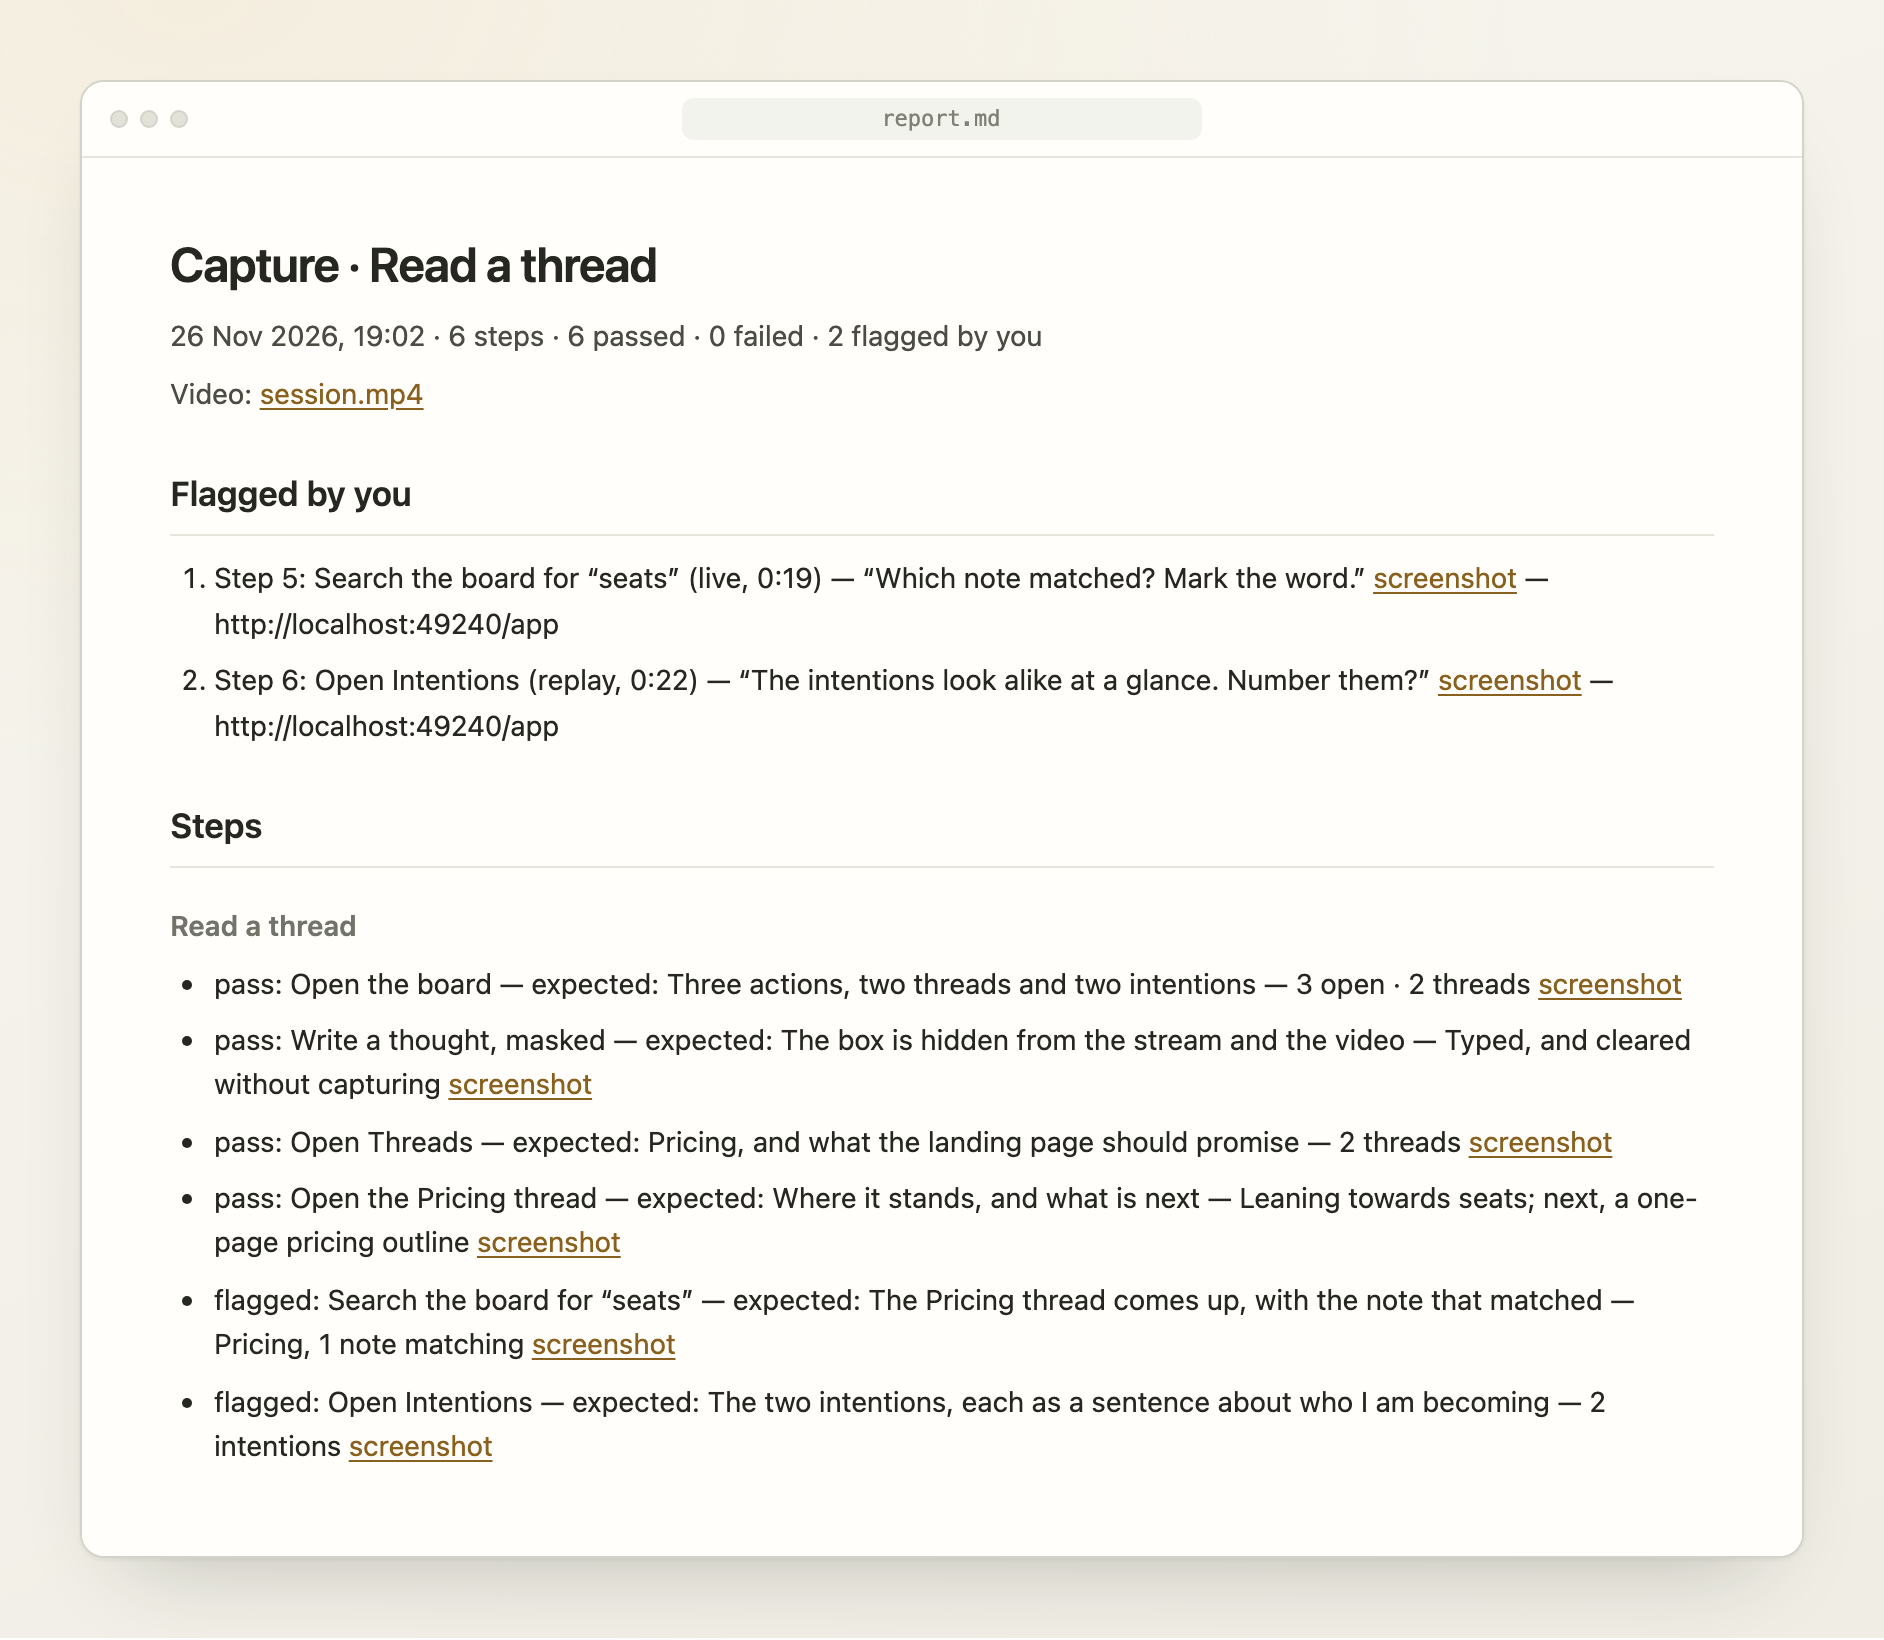 report.md
Capture · Read a thread
26 Nov 2026, 19:02 · 6 steps · 6 passed · 0 failed · 2 flagged by you
Video: session.mp4
Flagged by you
1. Step 5: Search the board for “seats” (live, 0:19) — “Which note matched? Mark the word.” screenshot —
http://localhost:49240/app
2. Step 6: Open Intentions (replay, 0:22) — “The intentions look alike at a glance. Number them?” screenshot —
http://localhost:49240/app
Steps
Read a thread
• pass: Open the board — expected: Three actions, two threads and two intentions — 3 open · 2 threads screenshot
• pass: Write a thought, masked — expected: The box is hidden from the stream and the video — Typed, and cleared
without capturing screenshot
• pass: Open Threads — expected: Pricing, and what the landing page should promise — 2 threads screenshot
• pass: Open the Pricing thread — expected: Where it stands, and what is next — Leaning towards seats; next, a one-
page pricing outline screenshot
• flagged: Search the board for “seats” — expected: The Pricing thread comes up, with the note that matched —
Pricing, 1 note matching screenshot
• flagged: Open Intentions — expected: The two intentions, each as a sentence about who I am becoming — 2
intentions screenshot